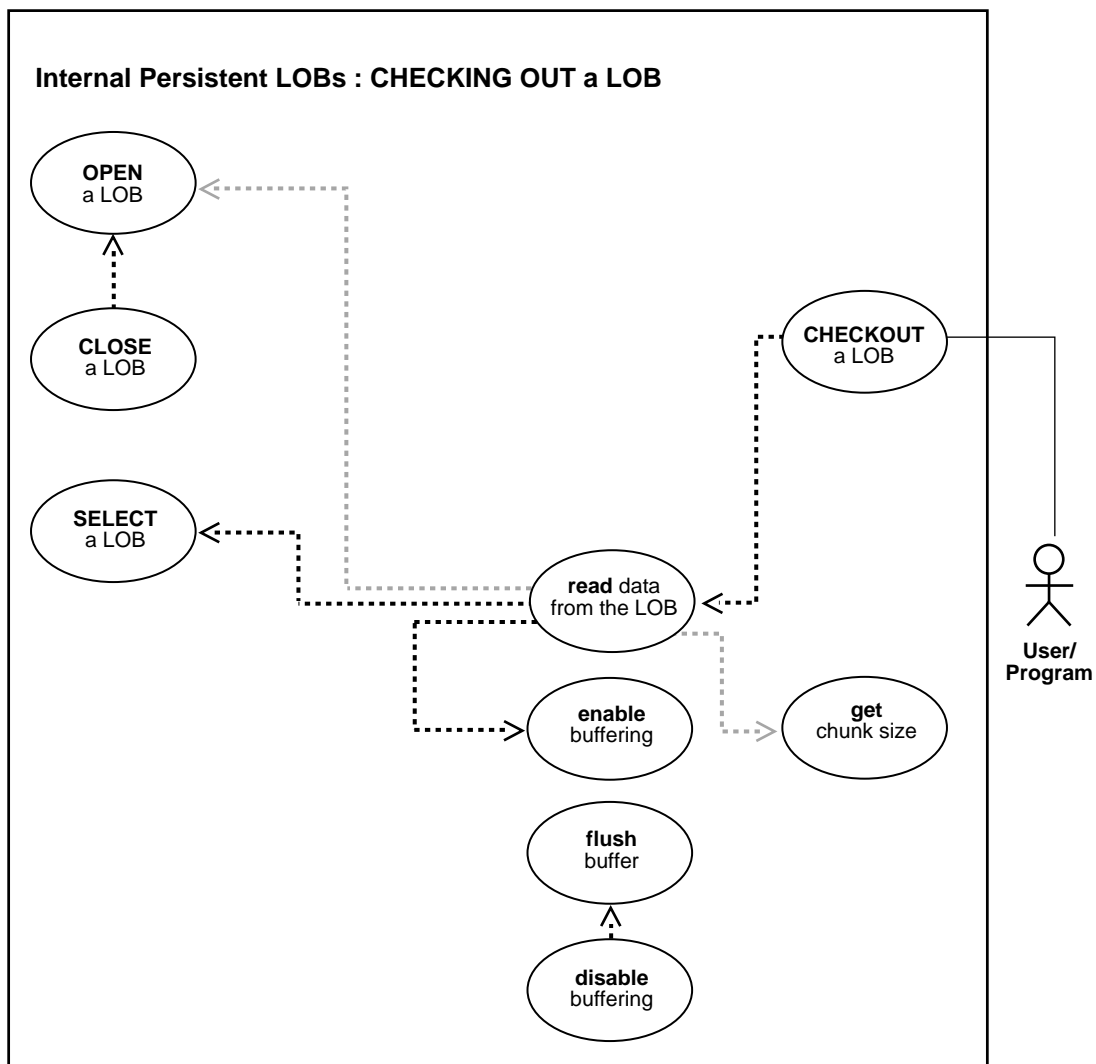 Internal Persistent LOBs : CHECKING OUT a LOB
OPEN
a LOB
CLOSE
a LOB
CHECKOUT
a LOB
SELECT
a LOB
read data
from the LOB
User/
Program
enable
buffering
get
chunk size
flush
buffer
disable
buffering